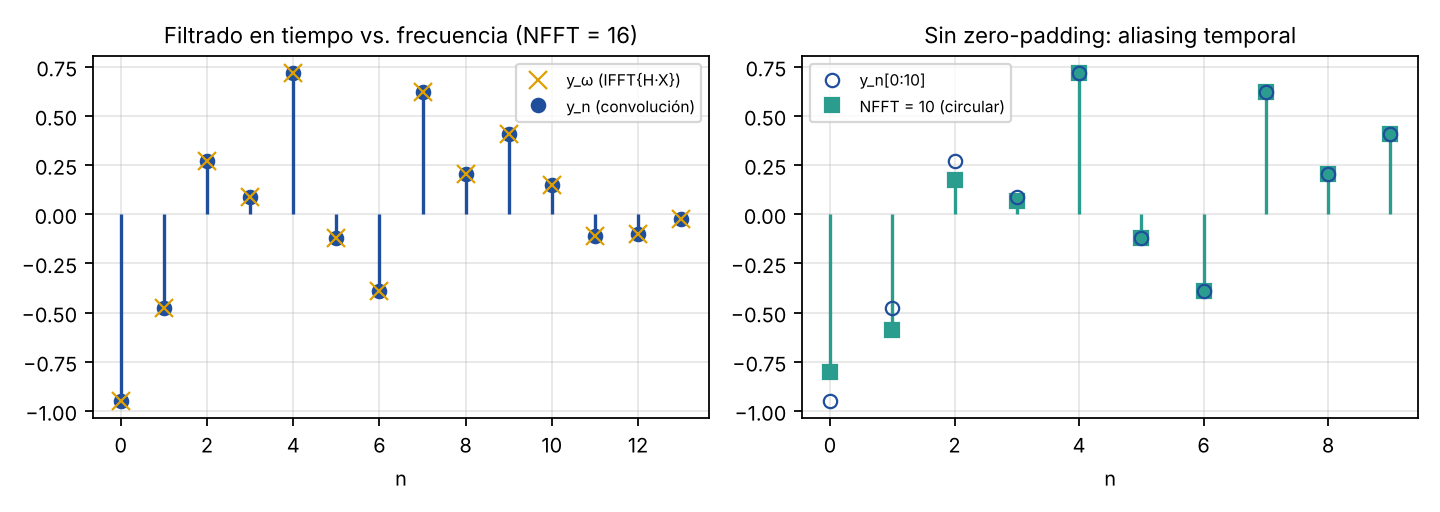 Filtrado en tiempo vs. frecuencia (NFFT = 16)
y_ω (IFFT{H·X})
y_n (convolución)
0.75
0.50
0.25
0.00
−0.25
−0.50
−0.75
−1.00
0 2 4 6 8 10 12
n
Sin zero-padding: aliasing temporal
y_n[0:10]
NFFT = 10 (circular)
0.75
0.50
0.25
0.00
−0.25
−0.50
−0.75
−1.00
0 2 4 6 8
n